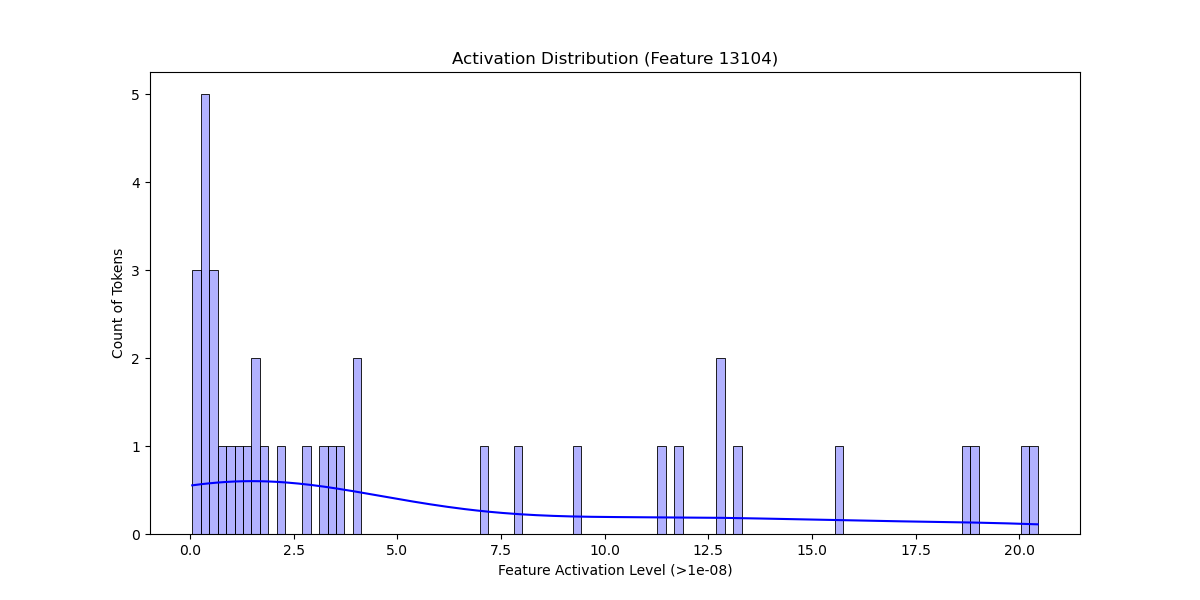 Activation Distribution (Feature 13104)
Count of Tokens
5
4
3
2
1
0
0.0 2.5 5.0 7.5 10.0 12.5 15.0 17.5 20.0
Feature Activation Level (>1e-08)